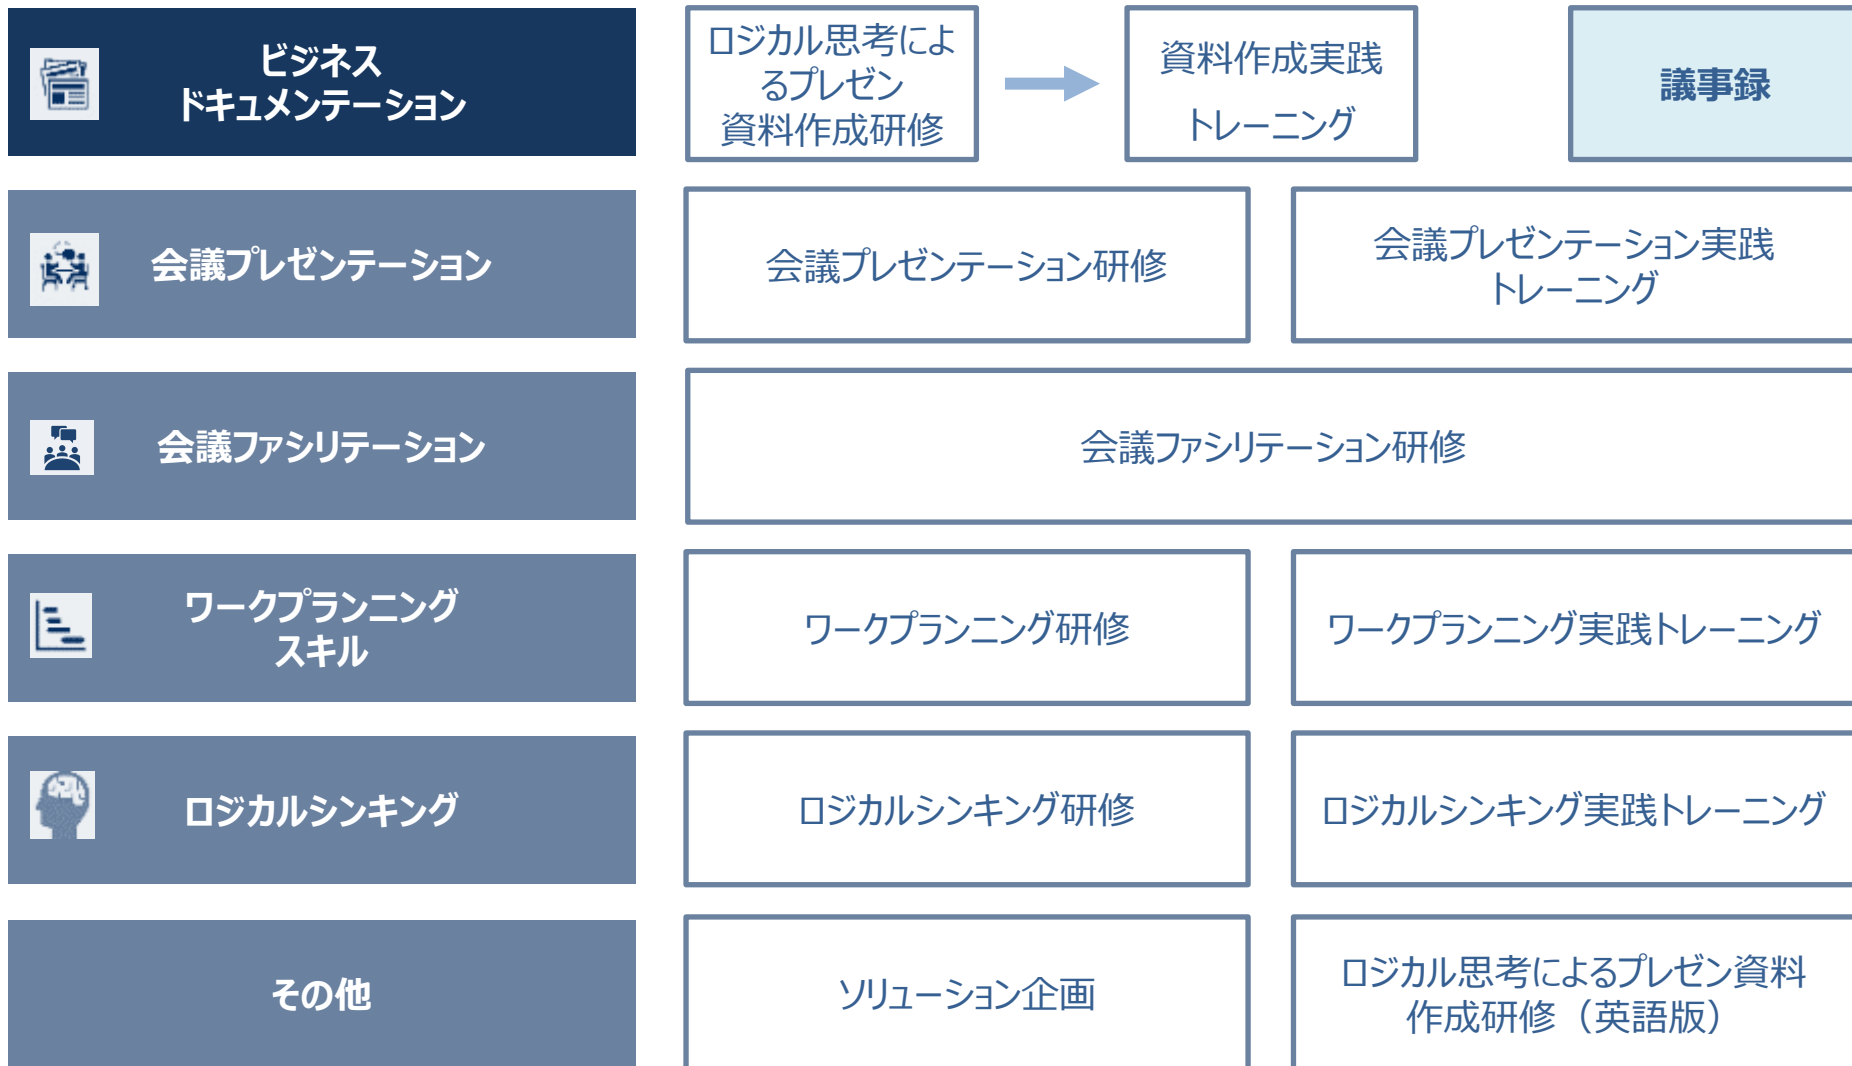 ビジネス
ドキュメンテーション
ロジカル思考によ
るプレゼン
資料作成研修
資料作成実践
トレーニング
議事録
会議プレゼンテーション
会議プレゼンテーション研修
会議プレゼンテーション実践
トレーニング
会議ファシリテーション
会議ファシリテーション研修
ワークプランニング
スキル
ワークプランニング研修
ワークプランニング実践トレーニング
ロジカルシンキング
ロジカルシンキング研修
ロジカルシンキング実践トレーニング
その他
ソリューション企画
ロジカル思考によるプレゼン資料
作成研修（英語版）